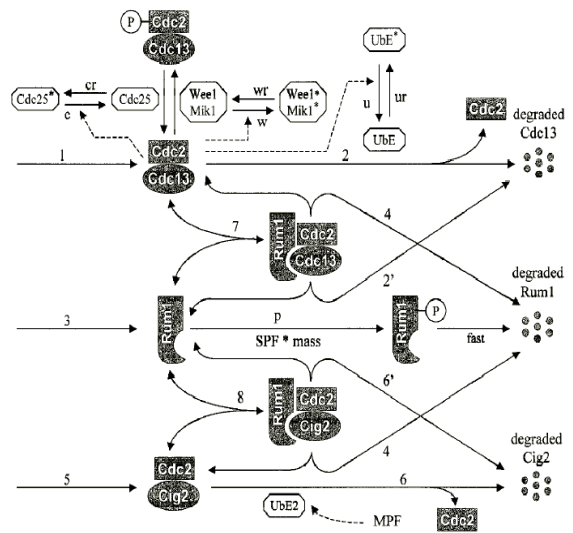 P
Cdc2
Cdc13
UbE*
Cdc25*
cr
c
Cdc25
Wee1
Mik1
wr
w
Wee1*
Mik1*
u
ur
UbE
Cdc2
degraded
Cdc13
1
Cdc2
Cdc13
2
7
Rum1
Cdc2
Cdc13
4
2'
degraded
Rum1
3
Rum1
p
SPF * mass
Rum1
P
fast
8
Rum1
Cdc2
Cig2
6'
4
degraded
Cig2
5
Cdc2
Cig2
6
UbE2
MPF
Cdc2